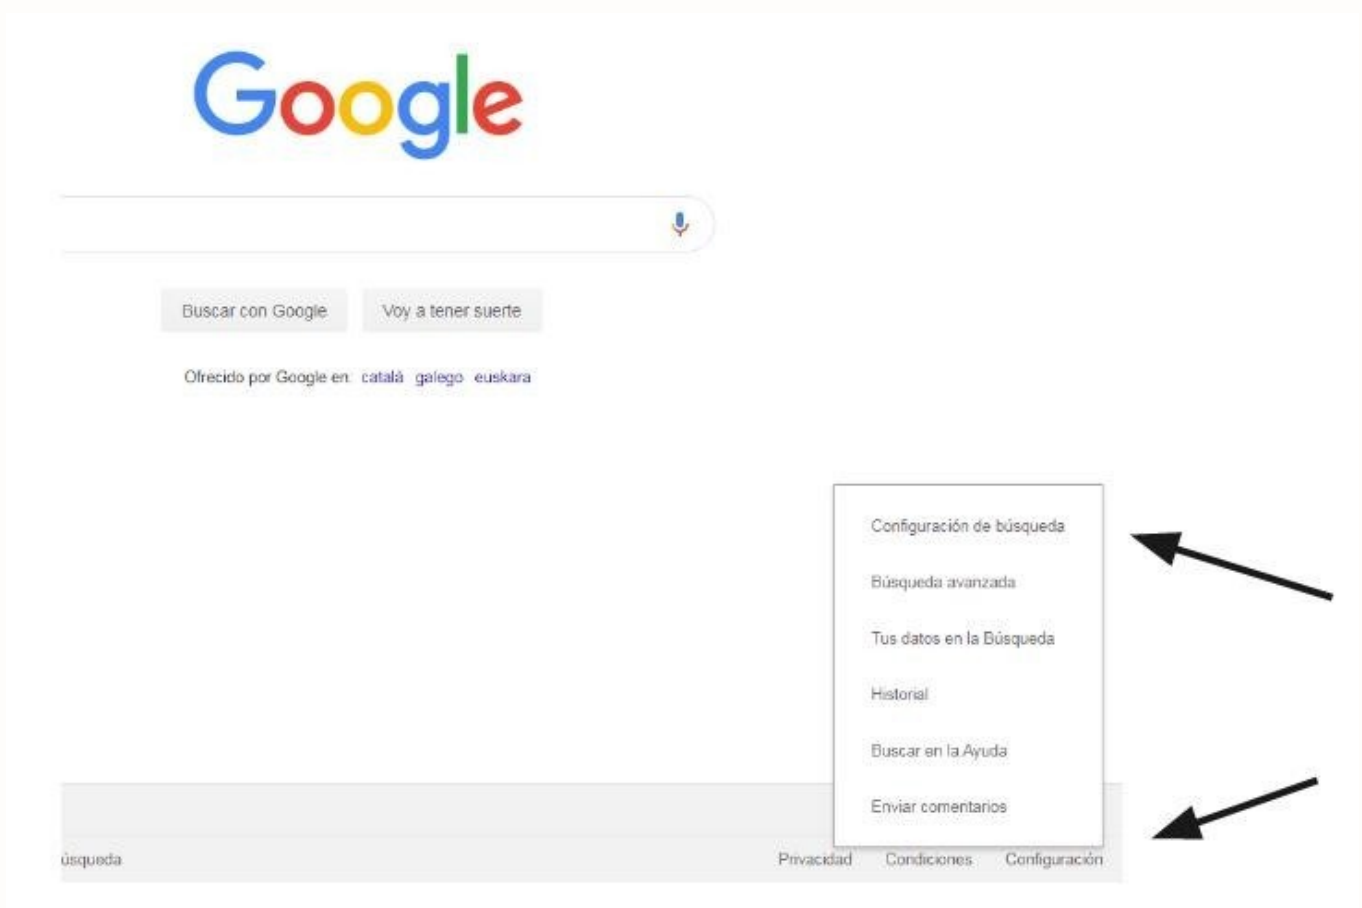 Google
Buscar con Google
Voy a tener suerte
Ofrecido por Google en: català galego euskara
Configuración de búsqueda
Búsqueda avanzada
Tus datos en la Búsqueda
Historial
Buscar en la Ayuda
Enviar comentarios
úsqueda
Privacidad
Condiciones
Configuración